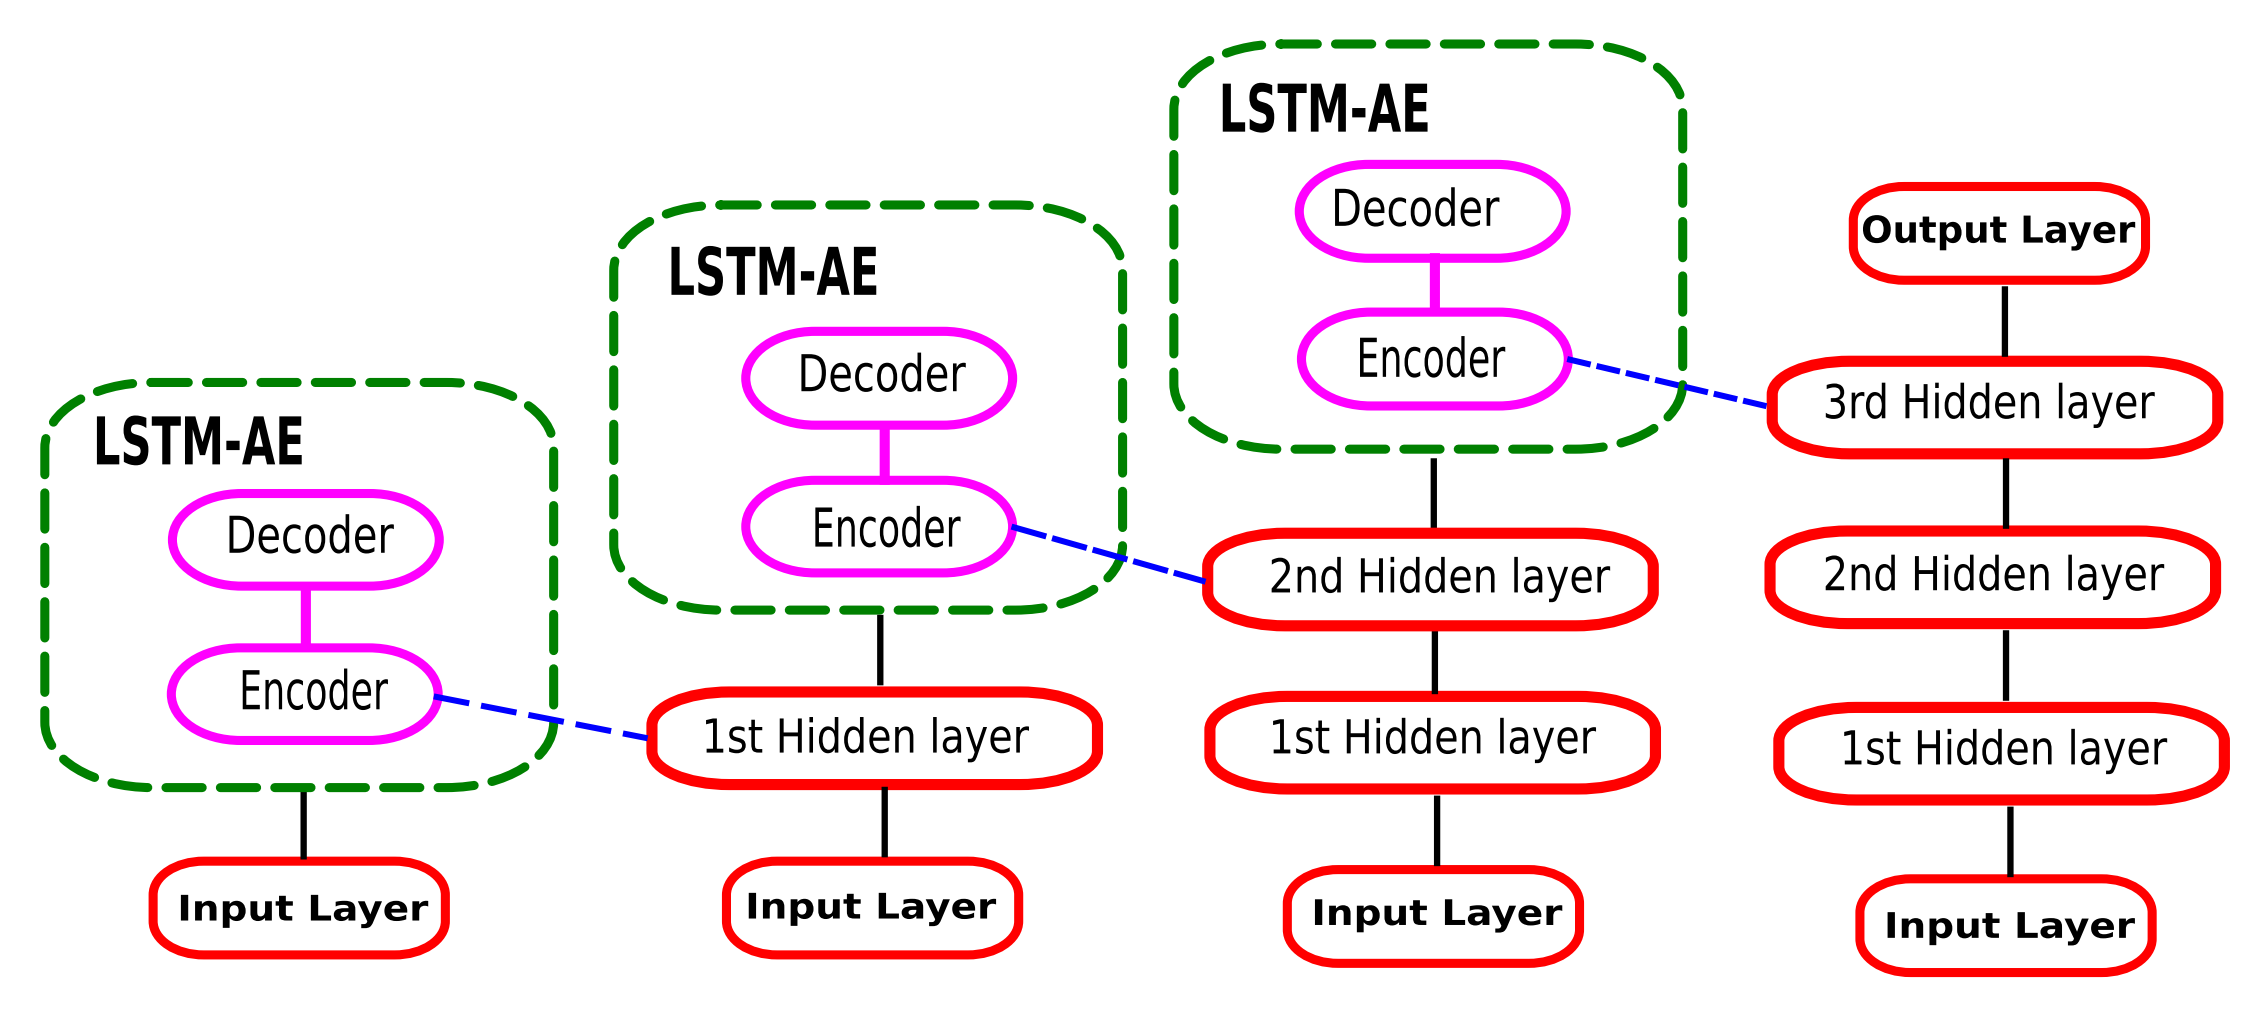 LSTM-AE
Decoder
Encoder
Input Layer
LSTM-AE
Decoder
Encoder
1st Hidden layer
Input Layer
LSTM-AE
Decoder
Encoder
2nd Hidden layer
1st Hidden layer
Input Layer
Output Layer
3rd Hidden layer
2nd Hidden layer
1st Hidden layer
Input Layer